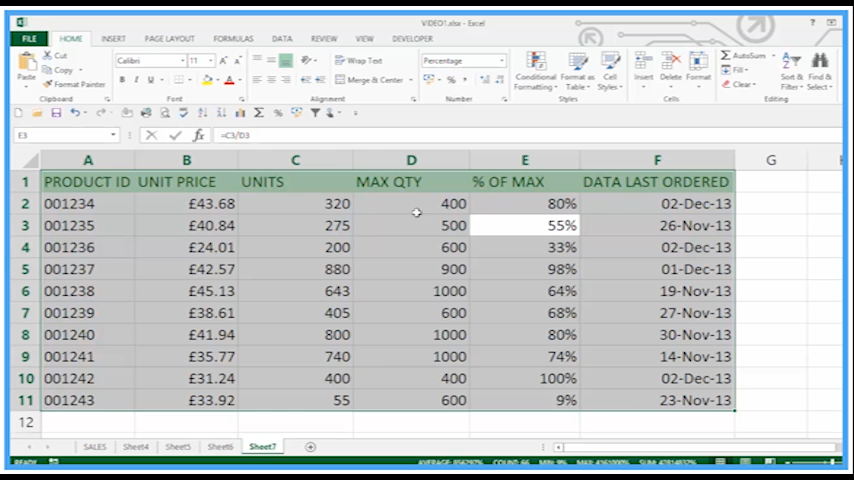 VIDEO1.xlsx - Excel
FILE HOME INSERT PAGE LAYOUT FORMULAS DATA REVIEW VIEW DEVELOPER
Cut Calibri 11 Wrap Text Percentage AutoSum
Paste Copy Conditional Format as Cell Insert Delete Format Fill Sort & Find &
Format Painter Merge & Center Formatting Table Styles Clear Filter Select
Clipboard Font Alignment Number Styles Cells Editing
E3 =C3/D3
A B C D E F G H
1 PRODUCT ID UNIT PRICE UNITS MAX QTY % OF MAX DATA LAST ORDERED
2 001234 £43.68 320 400 80% 02-Dec-13
3 001235 £40.84 275 500 55% 26-Nov-13
4 001236 £24.01 200 600 33% 02-Dec-13
5 001237 £42.57 880 900 98% 01-Dec-13
6 001238 £45.13 643 1000 64% 19-Nov-13
7 001239 £38.61 405 600 68% 27-Nov-13
8 001240 £41.94 800 1000 80% 30-Nov-13
9 001241 £35.77 740 1000 74% 14-Nov-13
10 001242 £31.24 400 400 100% 02-Dec-13
11 001243 £33.92 55 600 9% 23-Nov-13
12
SALES Sheet4 Sheet5 Sheet6 Sheet7
READY COUNT: 66 MIN: 9%